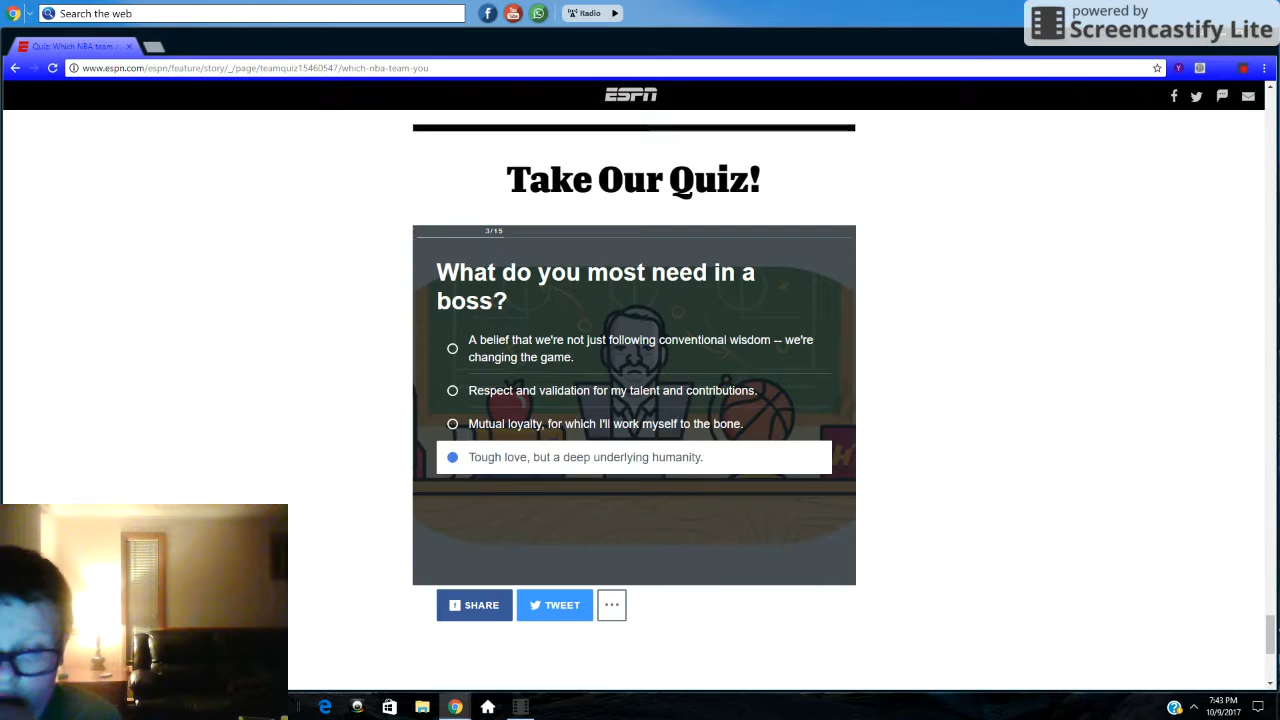 Search the web
Radio
powered by
Screencastify Lite
Quiz: Which NBA team
www.espn.com/espn/feature/story/_/page/teamquiz15460547/which-nba-team-you
ESPN
Take Our Quiz!
3/15
What do you most need in a
boss?
A belief that we're not just following conventional wisdom -- we're
changing the game.
Respect and validation for my talent and contributions.
Mutual loyalty, for which I'll work myself to the bone.
Tough love, but a deep underlying humanity.
SHARE
TWEET
7:43 PM
10/9/2017